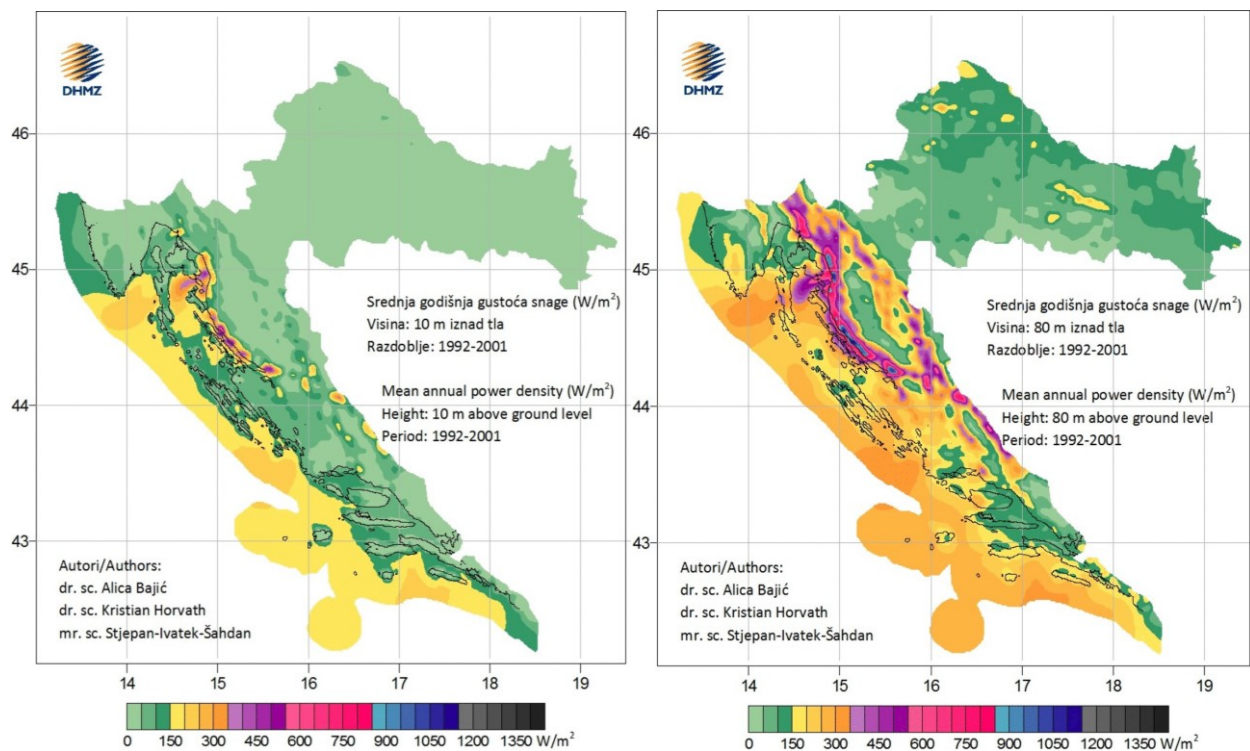 DHMZ
46
45
44
43
Srednja godišnja gustoća snage (W/m²)
Visina: 10 m iznad tla
Razdoblje: 1992-2001
Mean annual power density (W/m²)
Height: 10 m above ground level
Period: 1992-2001
Autori/Authors:
dr. sc. Alica Bajić
dr. sc. Kristian Horvath
mr. sc. Stjepan-Ivatek-Šahdan
14 15 16 17 18 19
0 150 300 450 600 750 900 1050 1200 1350 W/m²
DHMZ
46
45
44
43
Srednja godišnja gustoća snage (W/m²)
Visina: 80 m iznad tla
Razdoblje: 1992-2001
Mean annual power density (W/m²)
Height: 80 m above ground level
Period: 1992-2001
Autori/Authors:
dr. sc. Alica Bajić
dr. sc. Kristian Horvath
mr. sc. Stjepan-Ivatek-Šahdan
14 15 16 17 18 19
0 150 300 450 600 750 900 1050 1200 1350 W/m²